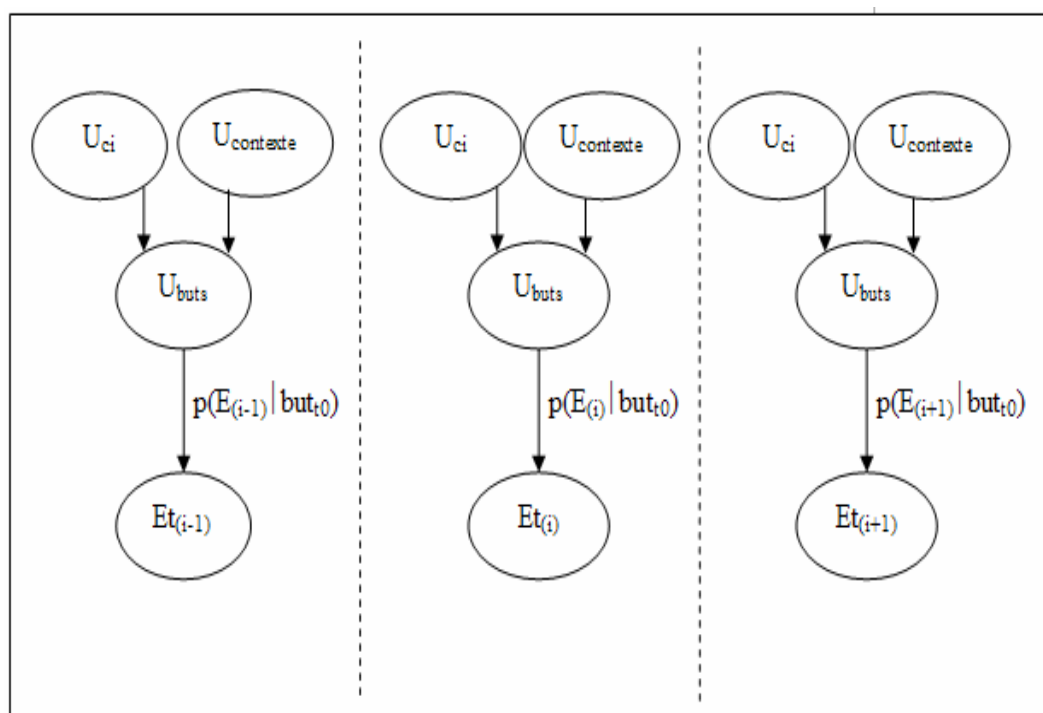 U_ci U_contexte U_ci U_contexte U_ci U_contexte
U_buts U_buts U_buts
p(E_(i-1)|but_t0) p(E_(i)|but_t0) p(E_(i+1)|but_t0)
Et_(i-1) Et_(i) Et_(i+1)